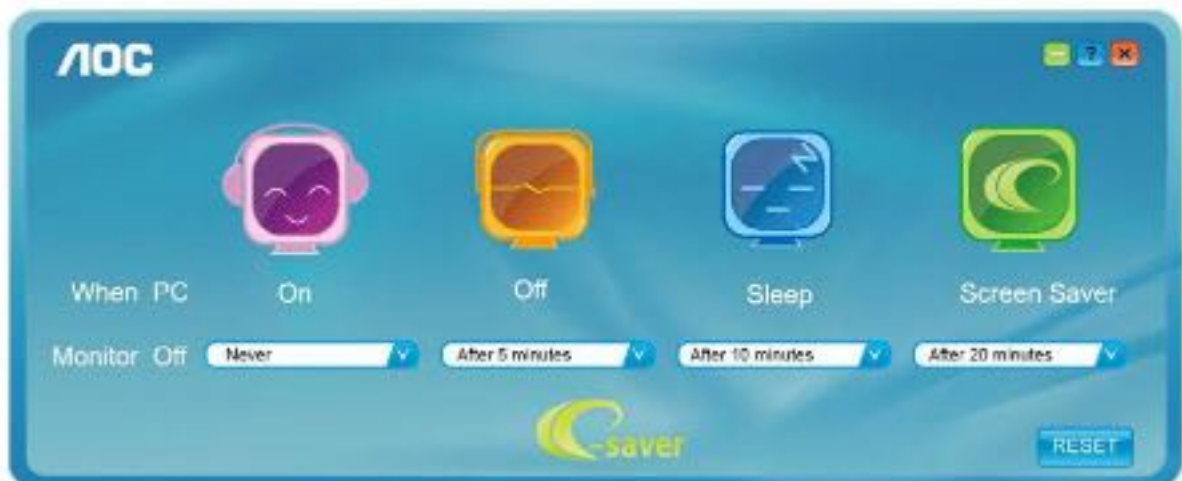 AOC
?
When PC On Off Sleep Screen Saver
Monitor Off Never After 5 minutes After 10 minutes After 20 minutes
e-saver
RESET